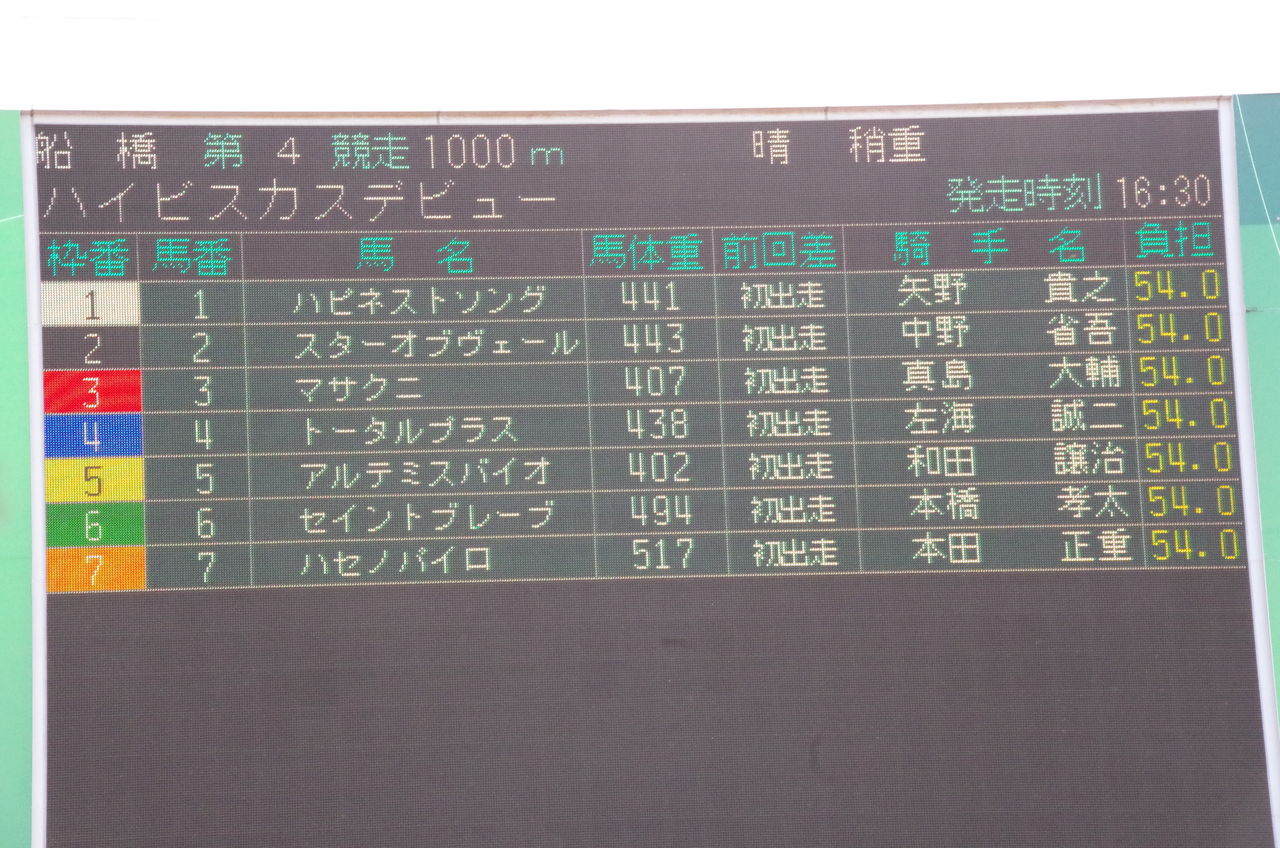 船橋 第4競走 1000m 晴 稍重
ハイビスカスデビュー 発走時刻 16:30
枠番 馬番 馬名 馬体重 前回差 騎手名 負担
1 1 ハピネストソング 441 初出走 矢野 貴之 54.0
2 2 スターオブヴェール 443 初出走 中野 省吾 54.0
3 3 マサクニ 407 初出走 真島 大輔 54.0
4 4 トータルプラス 438 初出走 左海 誠二 54.0
5 5 アルテミスバイオ 402 初出走 和田 譲治 54.0
6 6 セイントブレーブ 494 初出走 本橋 孝太 54.0
7 7 ハセノパイロ 517 初出走 本田 正重 54.0